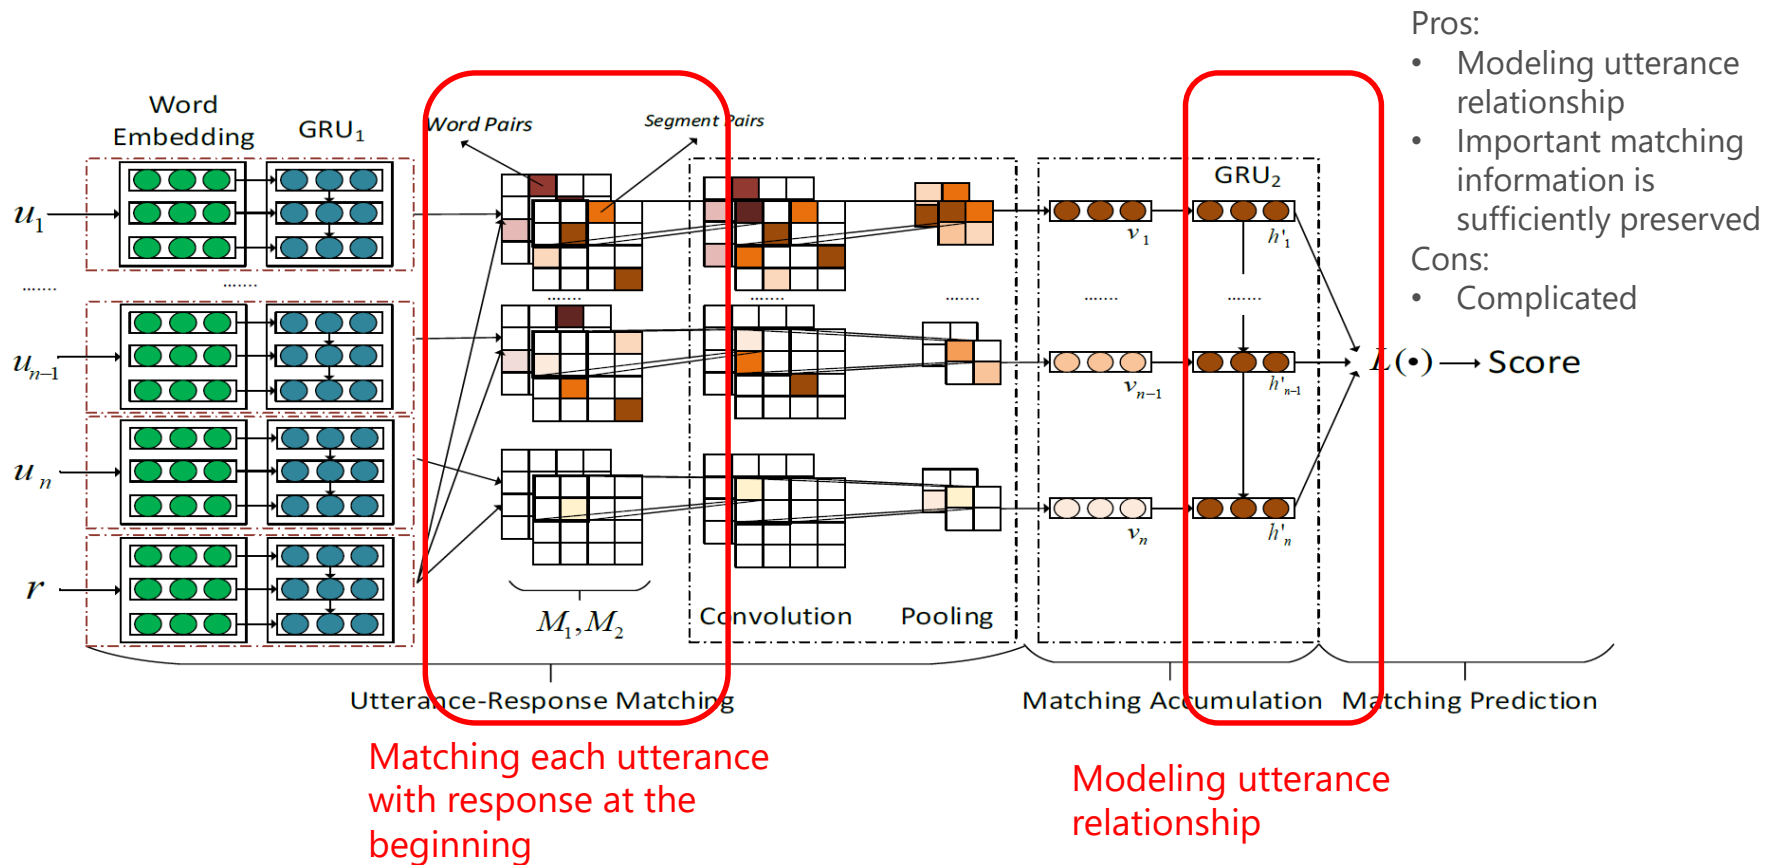 Pros:
• Modeling utterance
relationship
• Important matching
information is
sufficiently preserved
Cons:
• Complicated
Word
Embedding
GRU₁
Word Pairs
Segment Pairs
GRU₂
u₁
v₁
h'₁
.......
.......
.......
.......
.......
.......
.......
uₙ₋₁
vₙ₋₁
h'ₙ₋₁
L(•)
Score
uₙ
vₙ
h'ₙ
r
M₁, M₂
Convolution
Pooling
Utterance-Response Matching
Matching Accumulation
Matching Prediction
Matching each utterance
with response at the
beginning
Modeling utterance
relationship